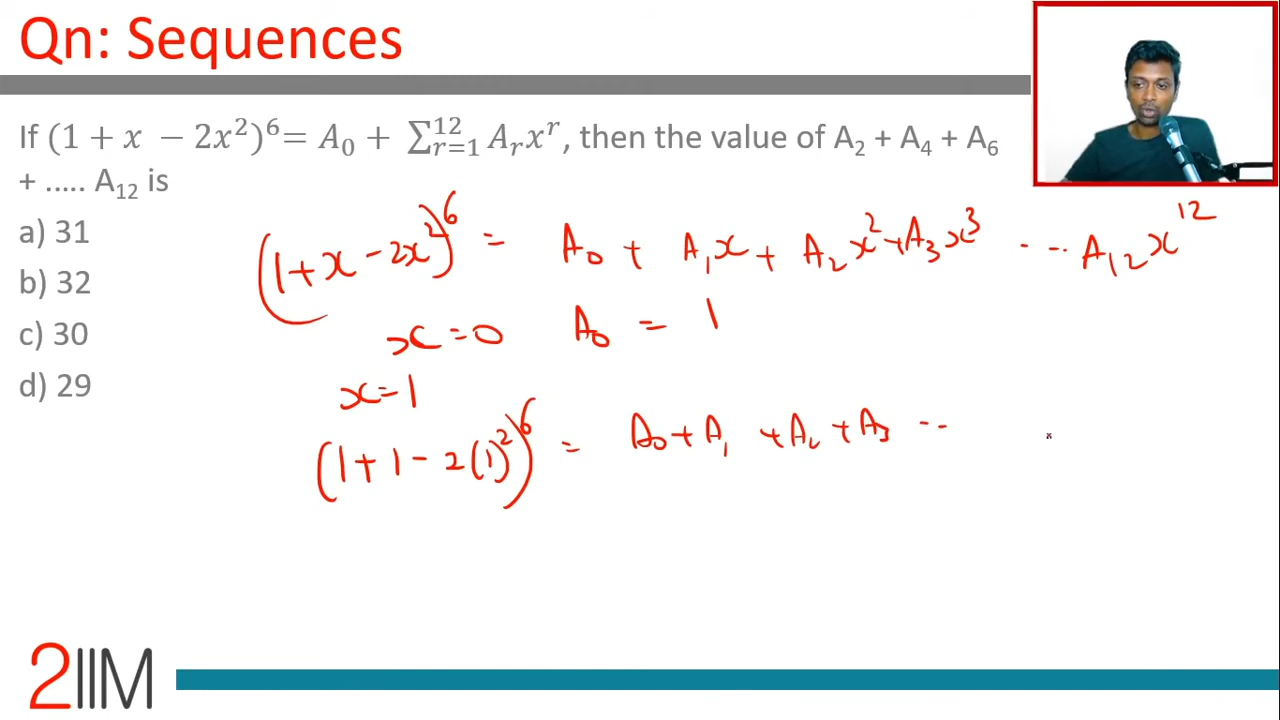 Qn: Sequences
If (1 + x − 2x²)⁶= A₀ + ∑¹²ᵣ₌₁ Aᵣxʳ, then the value of A₂ + A₄ + A₆
+ ..... A₁₂ is
a) 31
b) 32
c) 30
d) 29
(1+x-2x²)⁶ = A₀ + A₁x + A₂x² + A₃x³ ..... A₁₂x¹²
x=0 A₀ = 1
x=1
(1+1-2(1)²)⁶ = A₀+A₁ +A₂ +A₃ --
2IIM